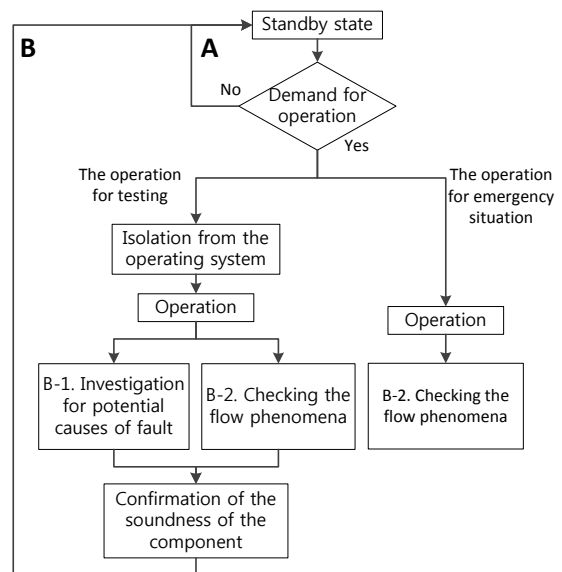 Standby state
B
A
Demand for
operation
No
Yes
The operation
for testing
The operation
for emergency
situation
Isolation from the
operating system
Operation
Operation
B-1. Investigation
for potential
causes of fault
B-2. Checking the
flow phenomena
B-2. Checking the
flow phenomena
Confirmation of the
soundness of the
component